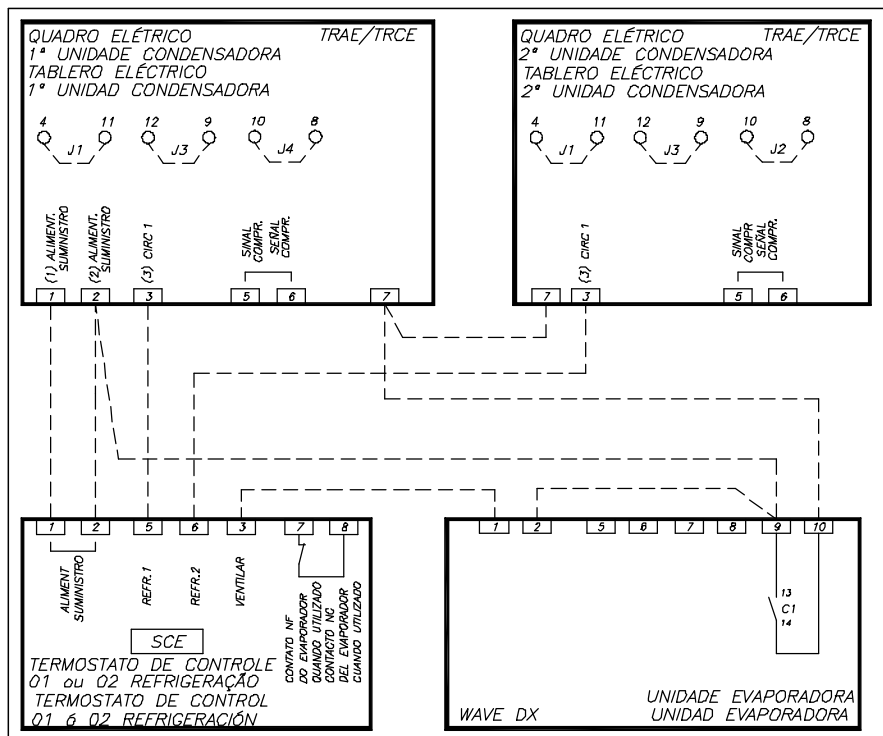 QUADRO ELÉTRICO TRAE/TRCE
1ª UNIDADE CONDENSADORA
TABLERO ELÉCTRICO
1ª UNIDAD CONDENSADORA
4 11 12 9 10 8
J1 J3 J4
(1) ALIMENT.
SUMINISTRO
(2) ALIMENT.
SUMINISTRO
(3) CIRC 1
SINAL
COMPR.
SEÑAL
COMPR.
1 2 3 5 6 7
QUADRO ELÉTRICO TRAE/TRCE
2ª UNIDADE CONDENSADORA
TABLERO ELÉCTRICO
2ª UNIDAD CONDENSADORA
4 11 12 9 10 8
J1 J3 J2
(3) CIRC 1
SINAL
COMPR
SEÑAL
COMPR.
7 3 5 6
1 2 5 6 3 7 8
ALIMENT
SUMINISTRO
REFR.1
REFR.2
VENTILAR
CONTATO NF
DO EVAPORADOR
QUANDO UTILIZADO
CONTACTO NC
DEL EVAPORADOR
CUANDO UTILIZADO
SCE
TERMOSTATO DE CONTROLE
01 ou 02 REFRIGERAÇÃO
TERMOSTATO DE CONTROL
01 ó 02 REFRIGERACIÓN
1 2 5 6 7 8 9 10
13
C1
14
UNIDADE EVAPORADORA
WAVE DX UNIDAD EVAPORADORA